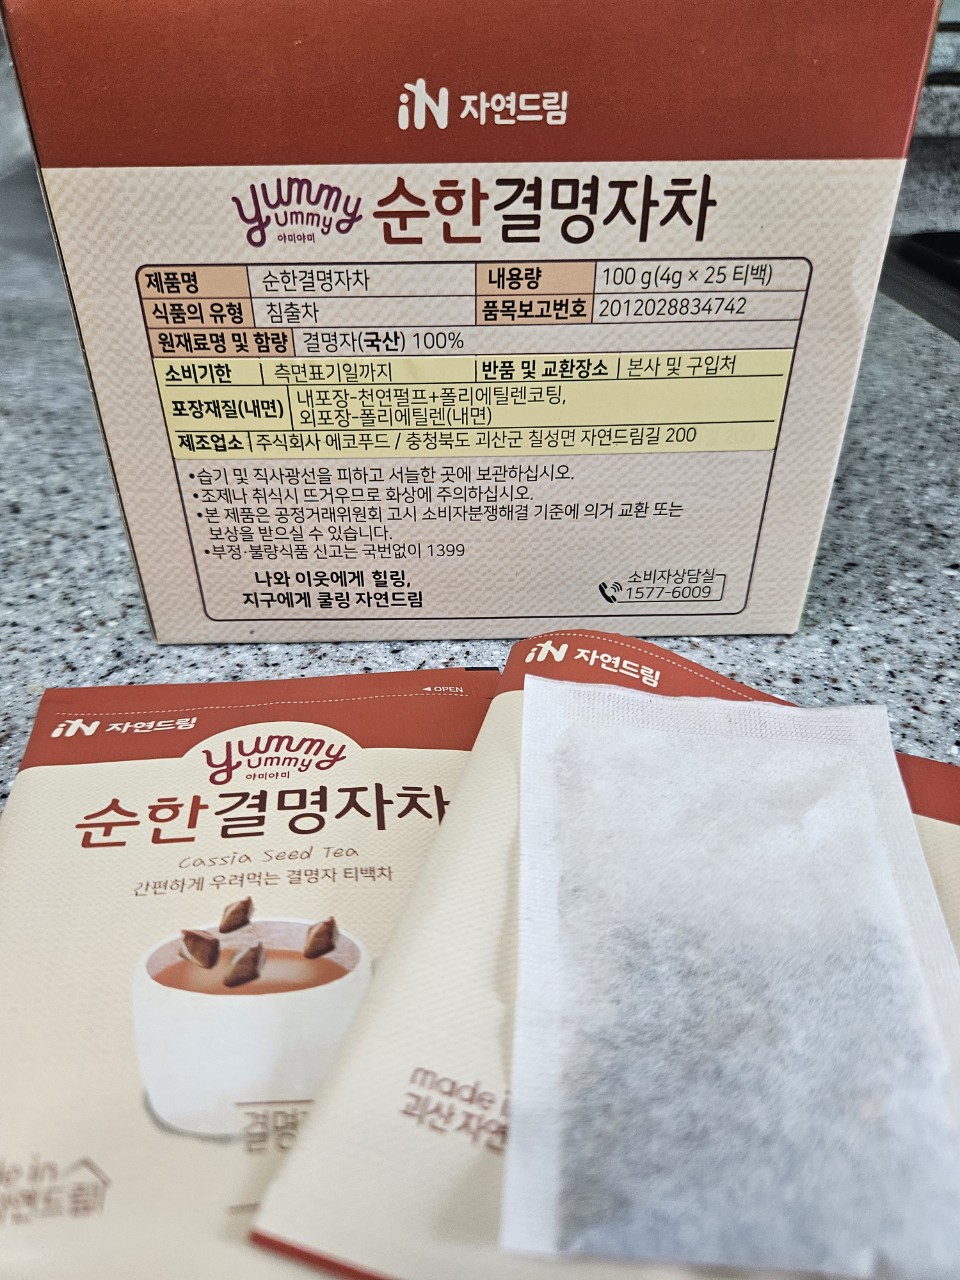 iN 자연드림
yummy ummy 야미야미 순한결명자차
제품명 순한결명자차 내용량 100 g(4g × 25 티백)
식품의 유형 침출차 품목보고번호 2012028834742
원재료명 및 함량 결명자(국산) 100%
소비기한 측면표기일까지 반품 및 교환장소 본사 및 구입처
포장재질(내면) 내포장-천연펄프+폴리에틸렌코팅,
외포장-폴리에틸렌(내면)
제조업소 주식회사 에코푸드 / 충청북도 괴산군 칠성면 자연드림길 200
•습기 및 직사광선을 피하고 서늘한 곳에 보관하십시오.
•조제나 취식시 뜨거우므로 화상에 주의하십시오.
•본 제품은 공정거래위원회 고시 소비자분쟁해결 기준에 의거 교환 또는
보상을 받으실 수 있습니다.
•부정·불량식품 신고는 국번없이 1399
나와 이웃에게 힐링,
지구에게 쿨링 자연드림
소비자상담실
1577-6009
iN 자연드림
◀ OPEN
iN 자연드림
yummy ummy
야미야미
순한결명자차
Cassia Seed Tea
간편하게 우려먹는 결명자 티백차
결명
made i
괴산 자연
in
연드림